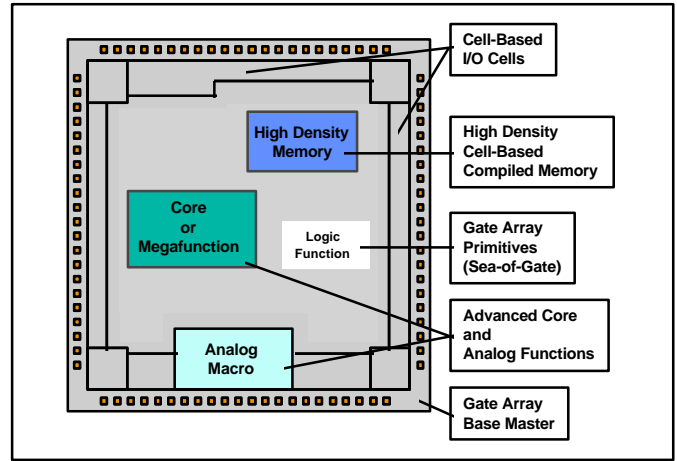 Cell-Based
I/O Cells
High Density
Memory
High Density
Cell-Based
Compiled Memory
Core
or
Megafunction
Logic
Function
Gate Array
Primitives
(Sea-of-Gate)
Analog
Macro
Advanced Core
and
Analog Functions
Gate Array
Base Master